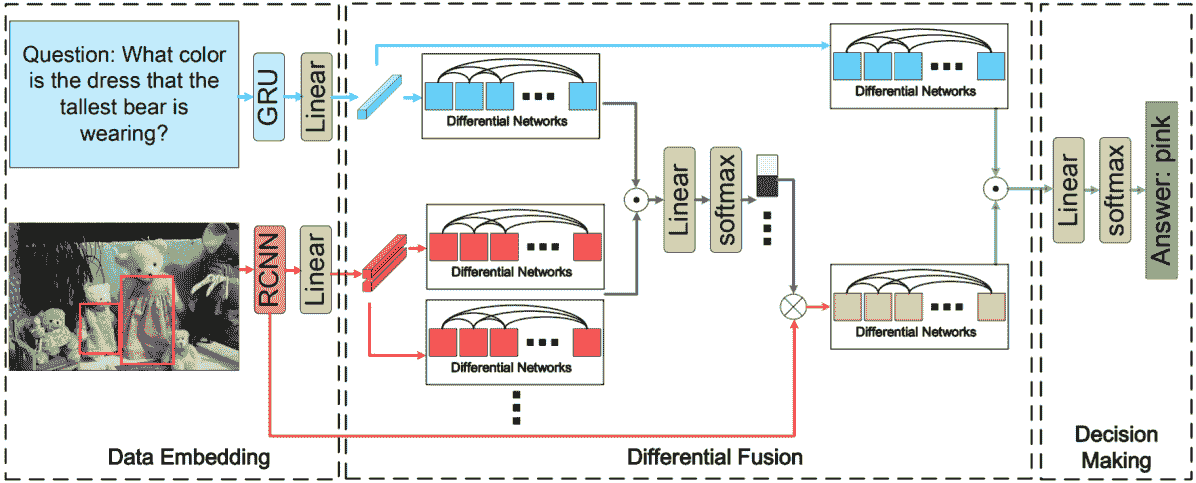 Question: What color
is the dress that the
tallest bear is
wearing?
GRU
Linear
Differential Networks
Differential Networks
Linear
softmax
Linear
softmax
Answer: pink
RCNN
Linear
Differential Networks
Differential Networks
Differential Networks
Data Embedding
Differential Fusion
Decision
Making